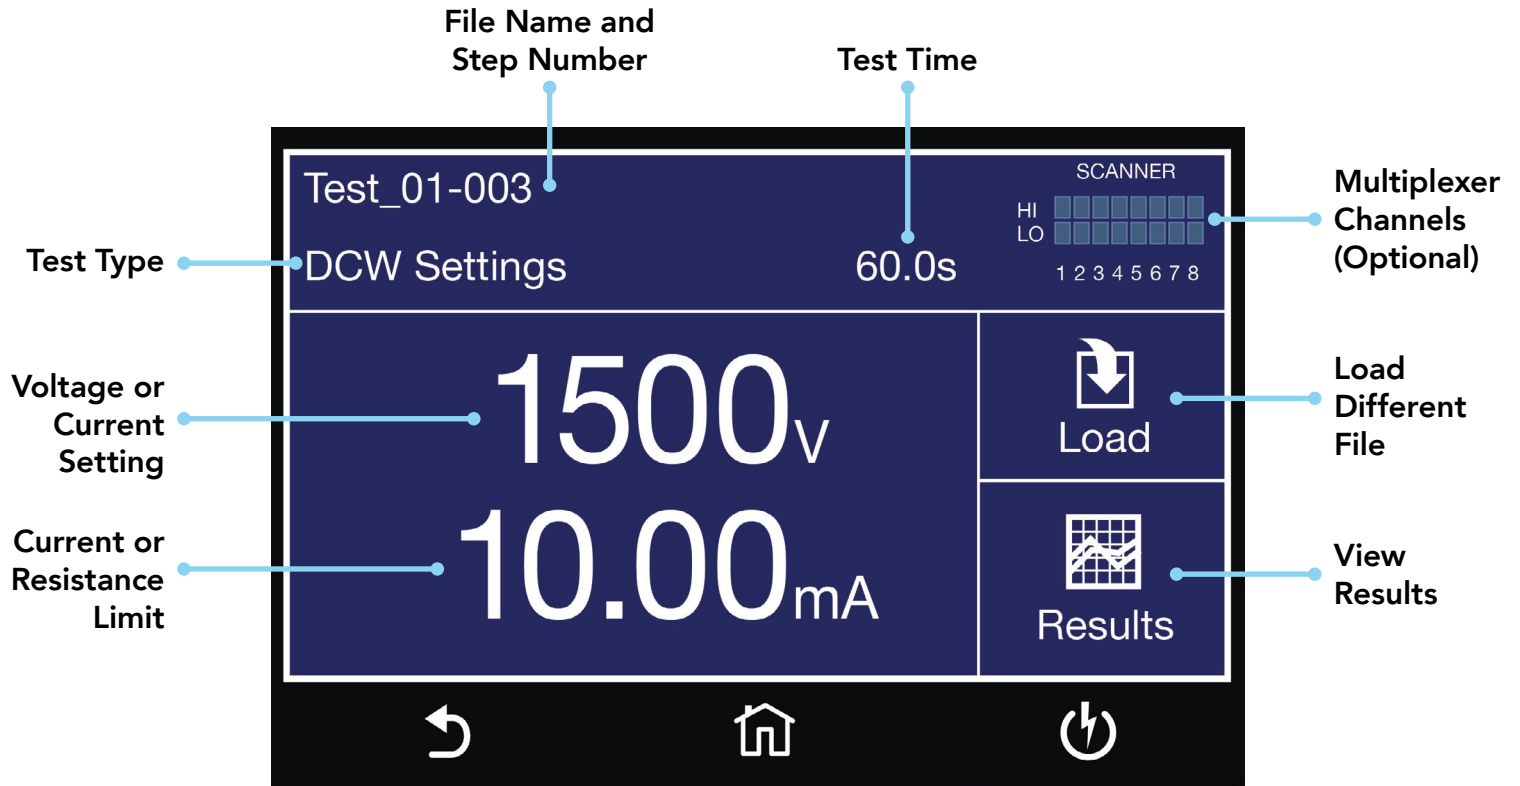 File Name and
Step Number
Test Time
Test_01-003
SCANNER
HI
LO
1 2 3 4 5 6 7 8
Multiplexer
Channels
(Optional)
Test Type
DCW Settings
60.0s
Voltage or
Current
Setting
1500V
Load
Load
Different
File
Current or
Resistance
Limit
10.00mA
Results
View
Results